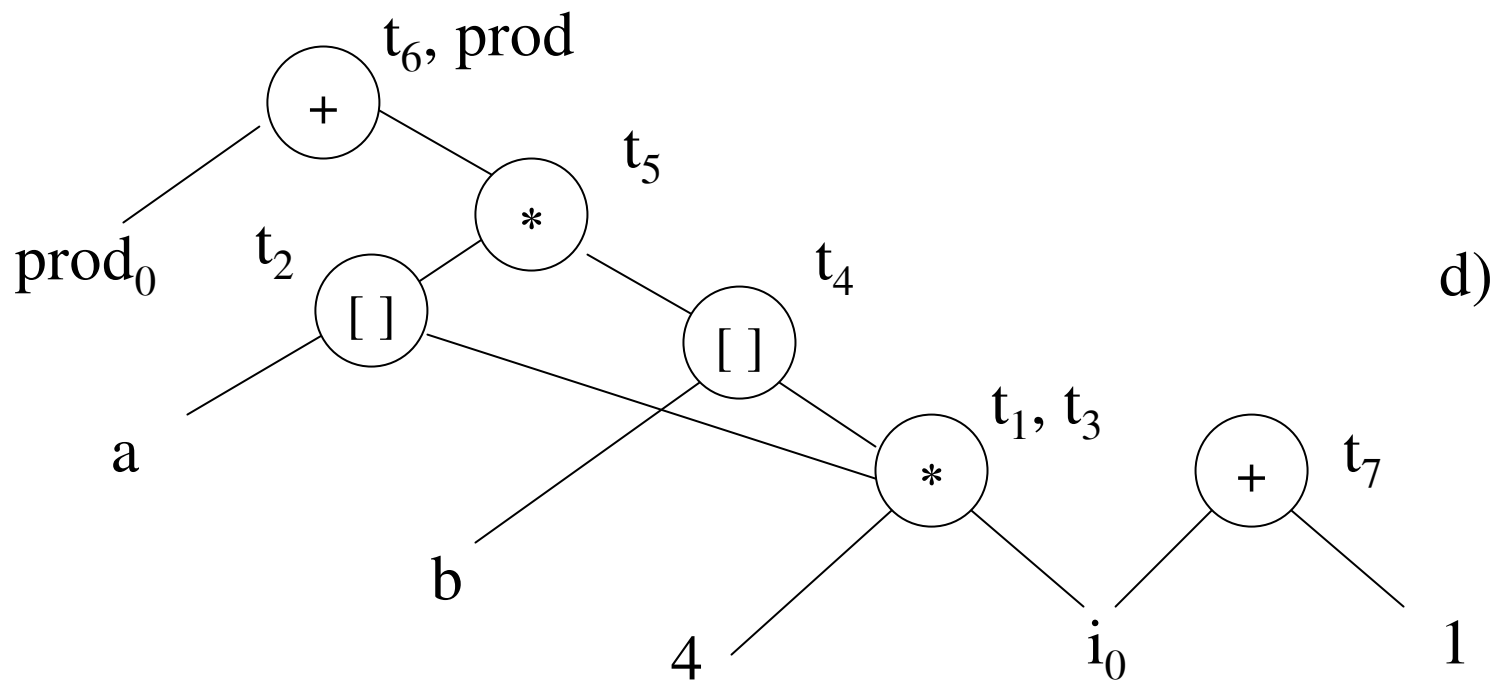 t₆, prod
+
t₅
*
prod₀
t₂
t₄
d)
[ ]
[ ]
t₁, t₃
a
*
+
t₇
b
4
i₀
1